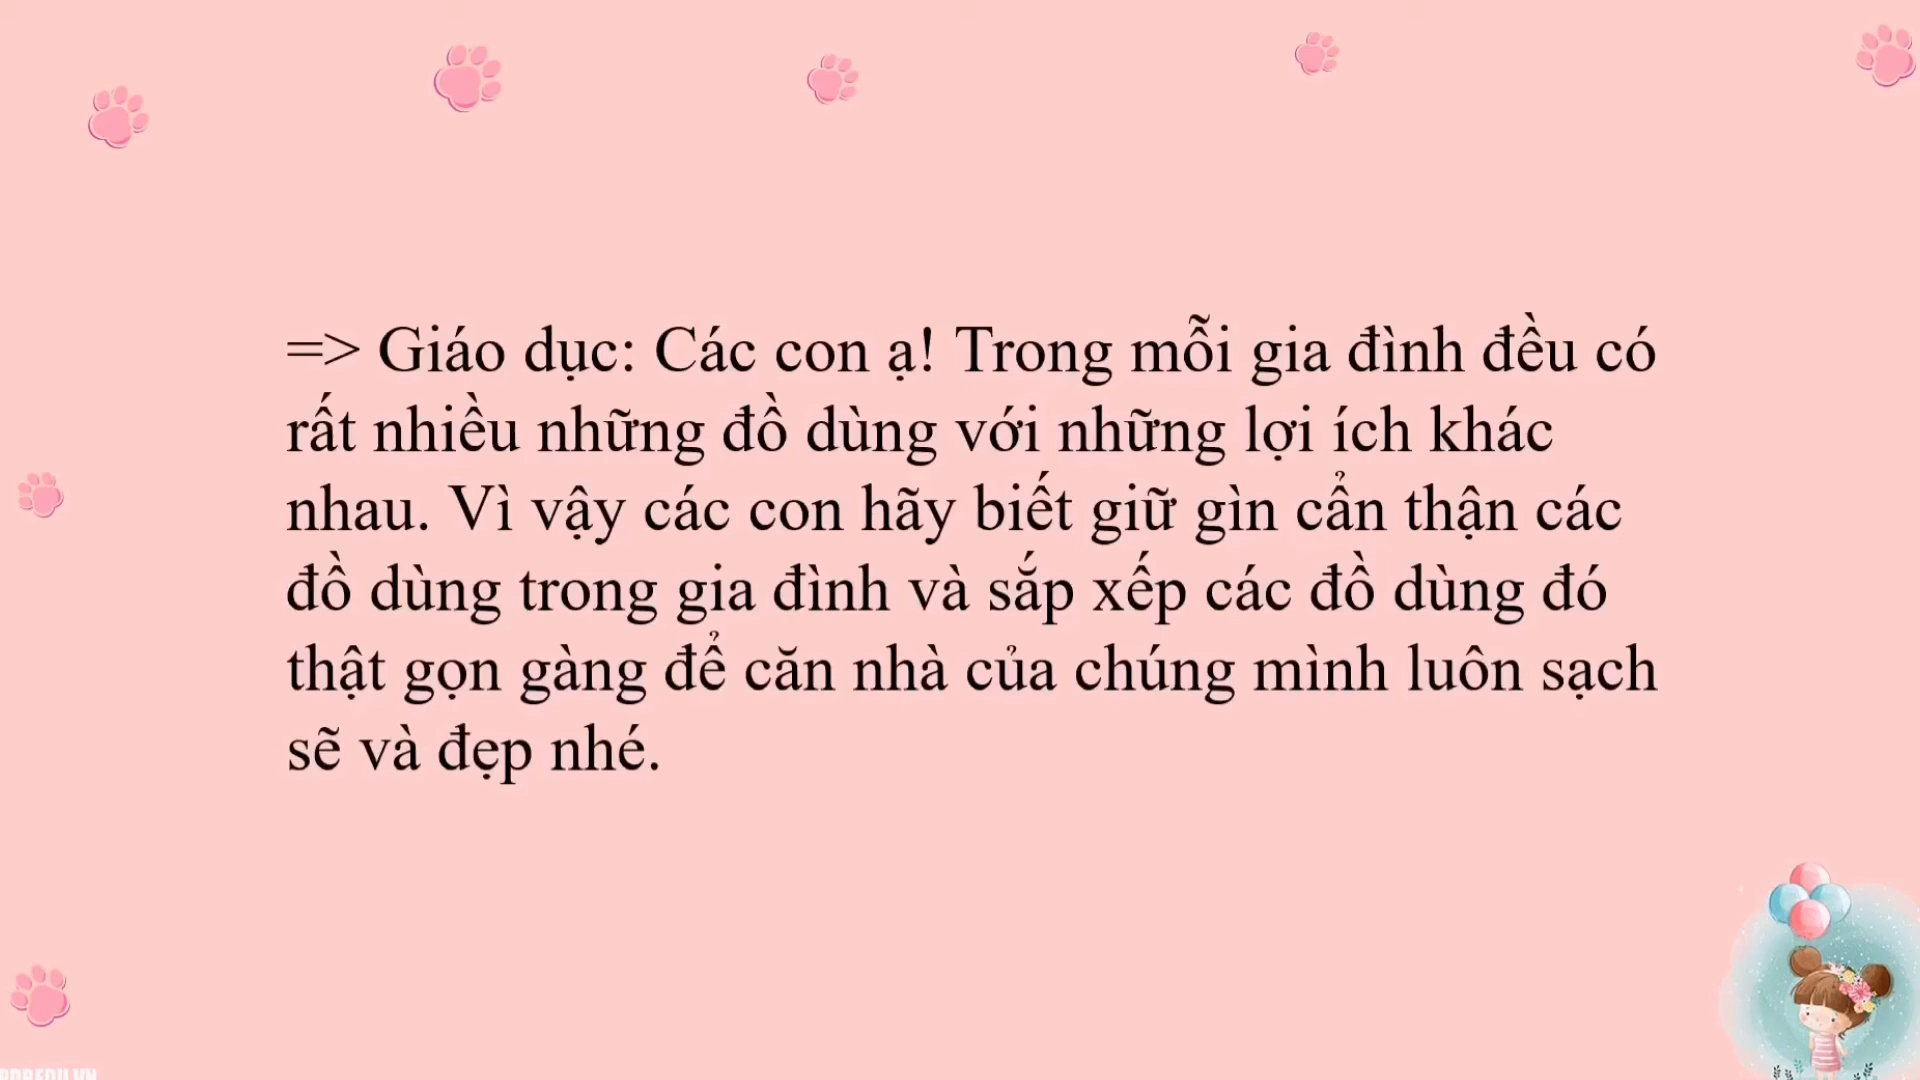 => Giáo dục: Các con ạ! Trong mỗi gia đình đều có
rất nhiều những đồ dùng với những lợi ích khác
nhau. Vì vậy các con hãy biết giữ gìn cẩn thận các
đồ dùng trong gia đình và sắp xếp các đồ dùng đó
thật gọn gàng để căn nhà của chúng mình luôn sạch
sẽ và đẹp nhé.